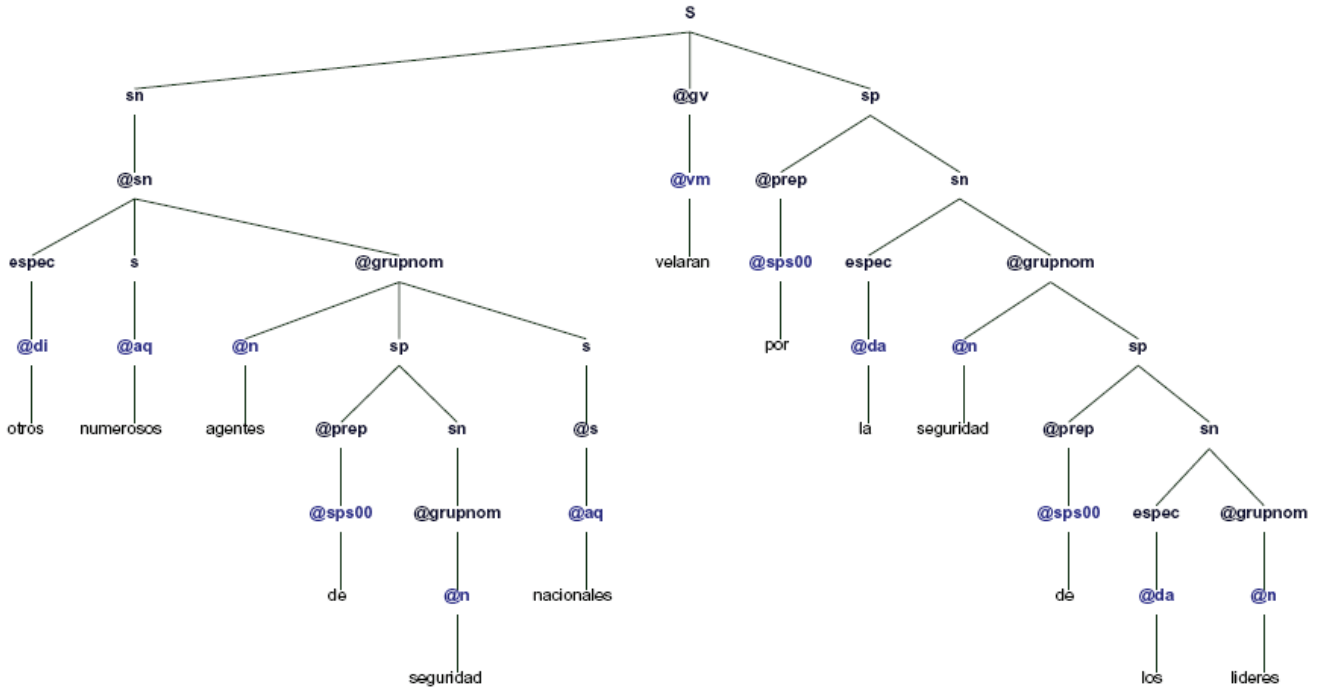 S
sn @gv sp
@sn @vm @prep sn
espec s @grupnom velaran @sps00 espec @grupnom
@di @aq @n sp s por @da @n sp
otros numerosos agentes @prep sn @s la seguridad @prep sn
@sps00 @grupnom @aq @sps00 espec @grupnom
de @n nacionales de @da @n
seguridad los lideres